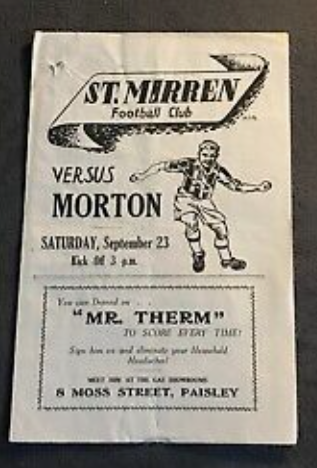 ST. MIRREN
Football Club
VERSUS
MORTON
SATURDAY, September 23
Kick Off 3 p.m.
You can Depend on . .
"MR. THERM"
TO SCORE EVERY TIME!
Sign him up and eliminate your Household
Headaches!
MEET HIM AT THE GAS SHOWROOMS
8 MOSS STREET, PAISLEY